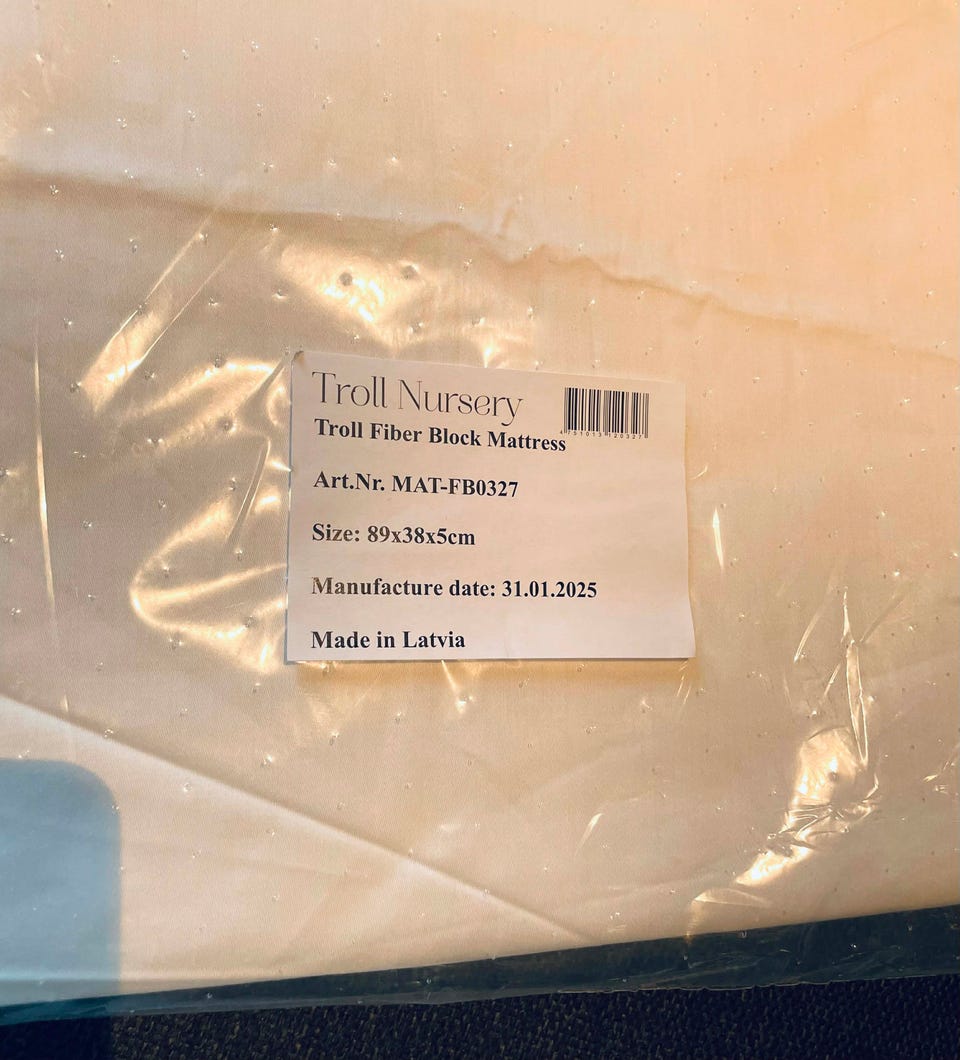 Troll Nursery
Troll Fiber Block Mattress
4751013120327
Art.Nr. MAT-FB0327
Size: 89x38x5cm
Manufacture date: 31.01.2025
Made in Latvia